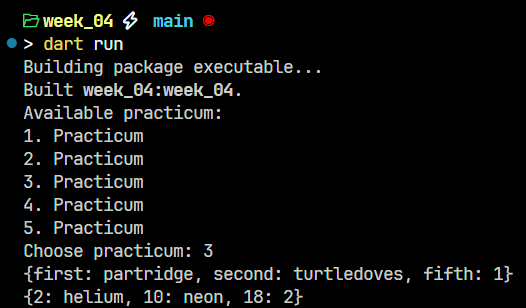 week_04 main
> dart run
Building package executable...
Built week_04:week_04.
Available practicum:
1. Practicum
2. Practicum
3. Practicum
4. Practicum
5. Practicum
Choose practicum: 3
{first: partridge, second: turtledoves, fifth: 1}
{2: helium, 10: neon, 18: 2}